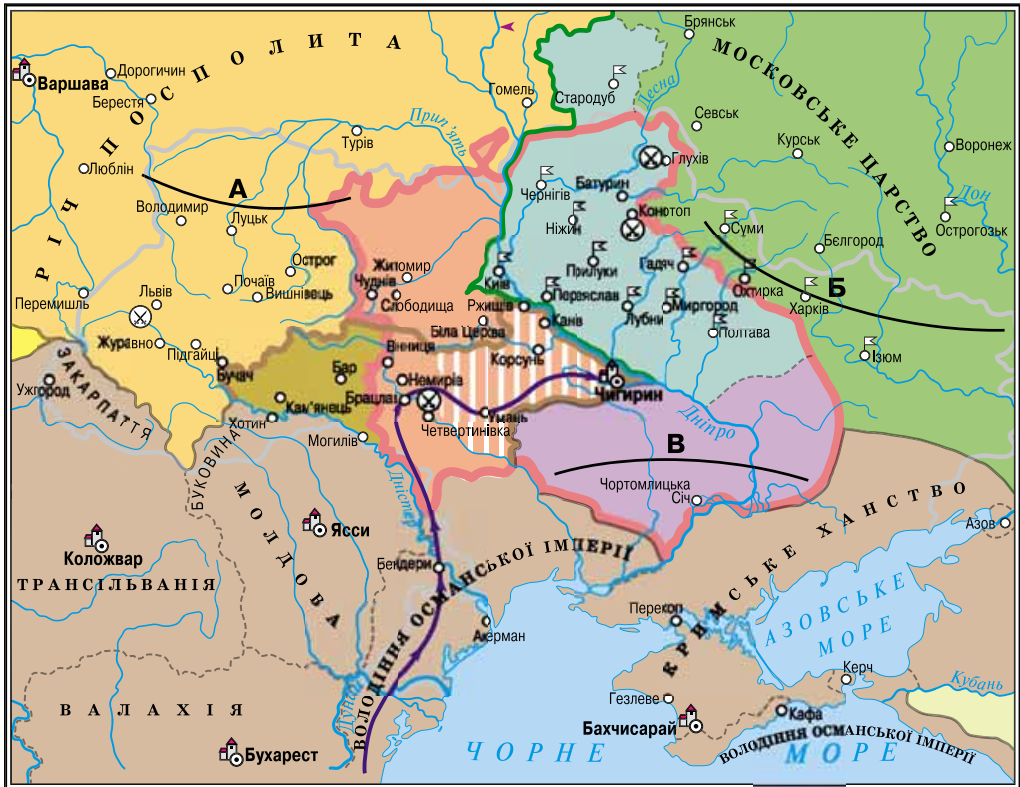 РІЧ ПОСПОЛИТА
МОСКОВСЬКЕ ЦАРСТВО
Брянськ
Варшава
Дорогичин
Берестя
Гомель
Стародуб
Десна
Прип'ять
Турів
Севськ
Курськ
Воронеж
Люблін
Глухів
Дон
А
Володимир
Луцьк
Чернігів
Батурин
Конотоп
Ніжин
Суми
Острогозьк
Бєлгород
Острог
Житомир
Київ
Прилуки
Гадяч
Охтирка
Б
Почаїв
Вишнівець
Чуднів
Слободища
Ржищів
Переяслав
Лубни
Миргород
Харків
Перемишль
Львів
Біла Церква
Канів
Полтава
Журавно
Підгайці
Вінниця
Корсунь
Ізюм
ЗАКАРПАТТЯ
Ужгород
Бучач
Бар
Немирів
Чигирин
Кам'янець
Брацлав
Умань
Хотин
Четвертинівка
Дніпро
Могилів
В
БУКОВИНА
МОЛДОВА
Дністер
Чортомлицька
Січ
КРИМСЬКЕ ХАНСТВО
Азов
Коложвар
Ясси
ТРАНСІЛЬВАНІЯ
Бендери
ВОЛОДІННЯ ОСМАНСЬКОЇ ІМПЕРІЇ
Акерман
Перекоп
АЗОВСЬКЕ
МОРЕ
Керч
Кубань
Гезлеве
Дунай
ВАЛАХІЯ
Бахчисарай
Кафа
Бухарест
ЧОРНЕ МОРЕ
ВОЛОДІННЯ ОСМАНСЬКОЇ ІМПЕРІЇ